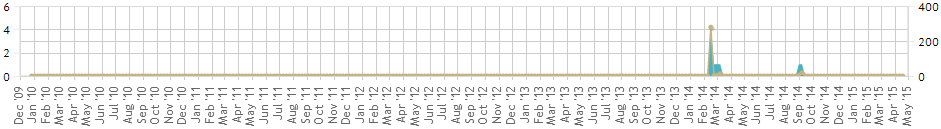 6
4
2
0
400
200
0
Dec '09
Jan '10
Feb '10
Mar '10
Apr '10
May '10
Jun '10
Jul '10
Aug '10
Sep '10
Oct '10
Nov '10
Dec '10
Jan '11
Feb '11
Mar '11
Apr '11
May '11
Jun '11
Jul '11
Aug '11
Sep '11
Oct '11
Nov '11
Dec '11
Jan '12
Feb '12
Mar '12
Apr '12
May '12
Jun '12
Jul '12
Aug '12
Sep '12
Oct '12
Nov '12
Dec '12
Jan '13
Feb '13
Mar '13
Apr '13
May '13
Jun '13
Jul '13
Aug '13
Sep '13
Oct '13
Nov '13
Dec '13
Jan '14
Feb '14
Mar '14
Apr '14
May '14
Jun '14
Jul '14
Aug '14
Sep '14
Oct '14
Nov '14
Dec '14
Jan '15
Feb '15
Mar '15
Apr '15
May '15